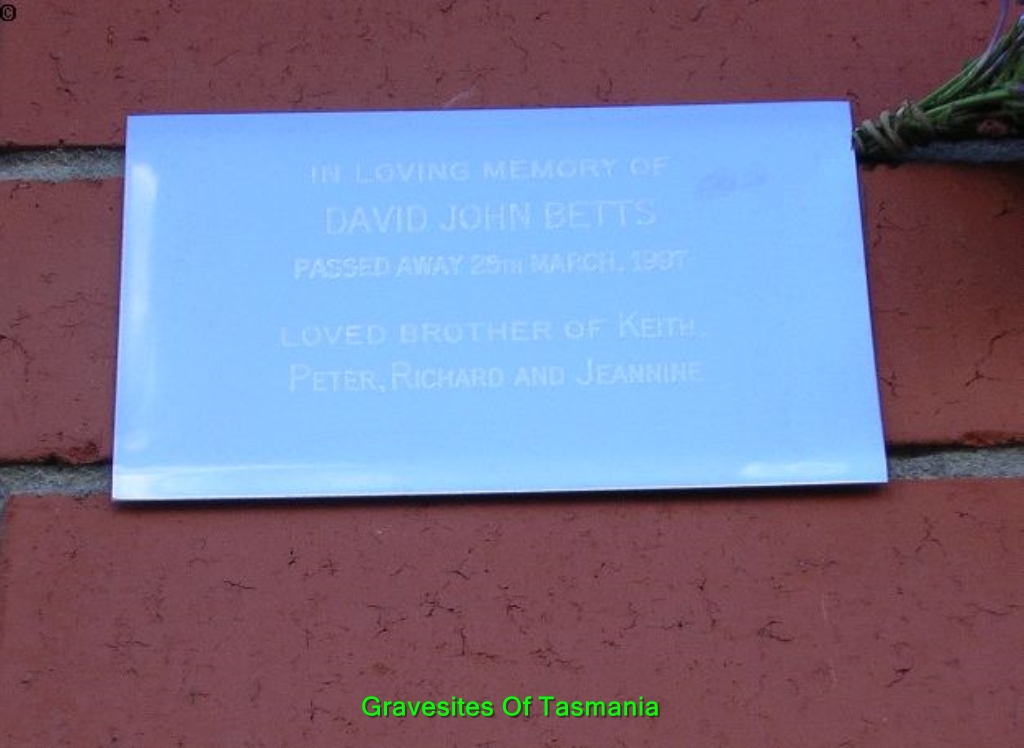 ©
IN LOVING MEMORY OF
DAVID JOHN BETTS
PASSED AWAY 28TH MARCH, 1997
LOVED BROTHER OF KEITH,
PETER, RICHARD AND JEANNINE
Gravesites Of Tasmania